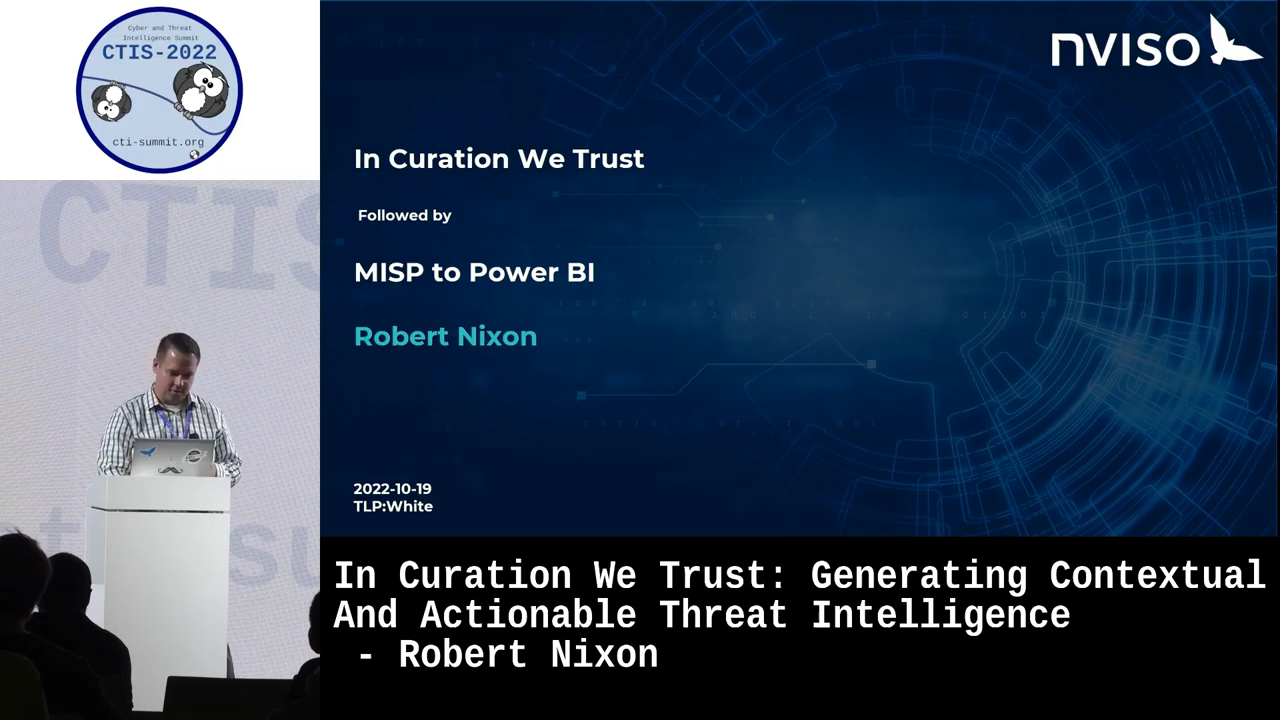 Cyber and Threat
Intelligence Summit
CTIS-2022
cti-summit.org
nviso
In Curation We Trust
Followed by
MISP to Power BI
Robert Nixon
2022-10-19
TLP:White
CTIS
In Curation We Trust: Generating Contextual
And Actionable Threat Intelligence
- Robert Nixon